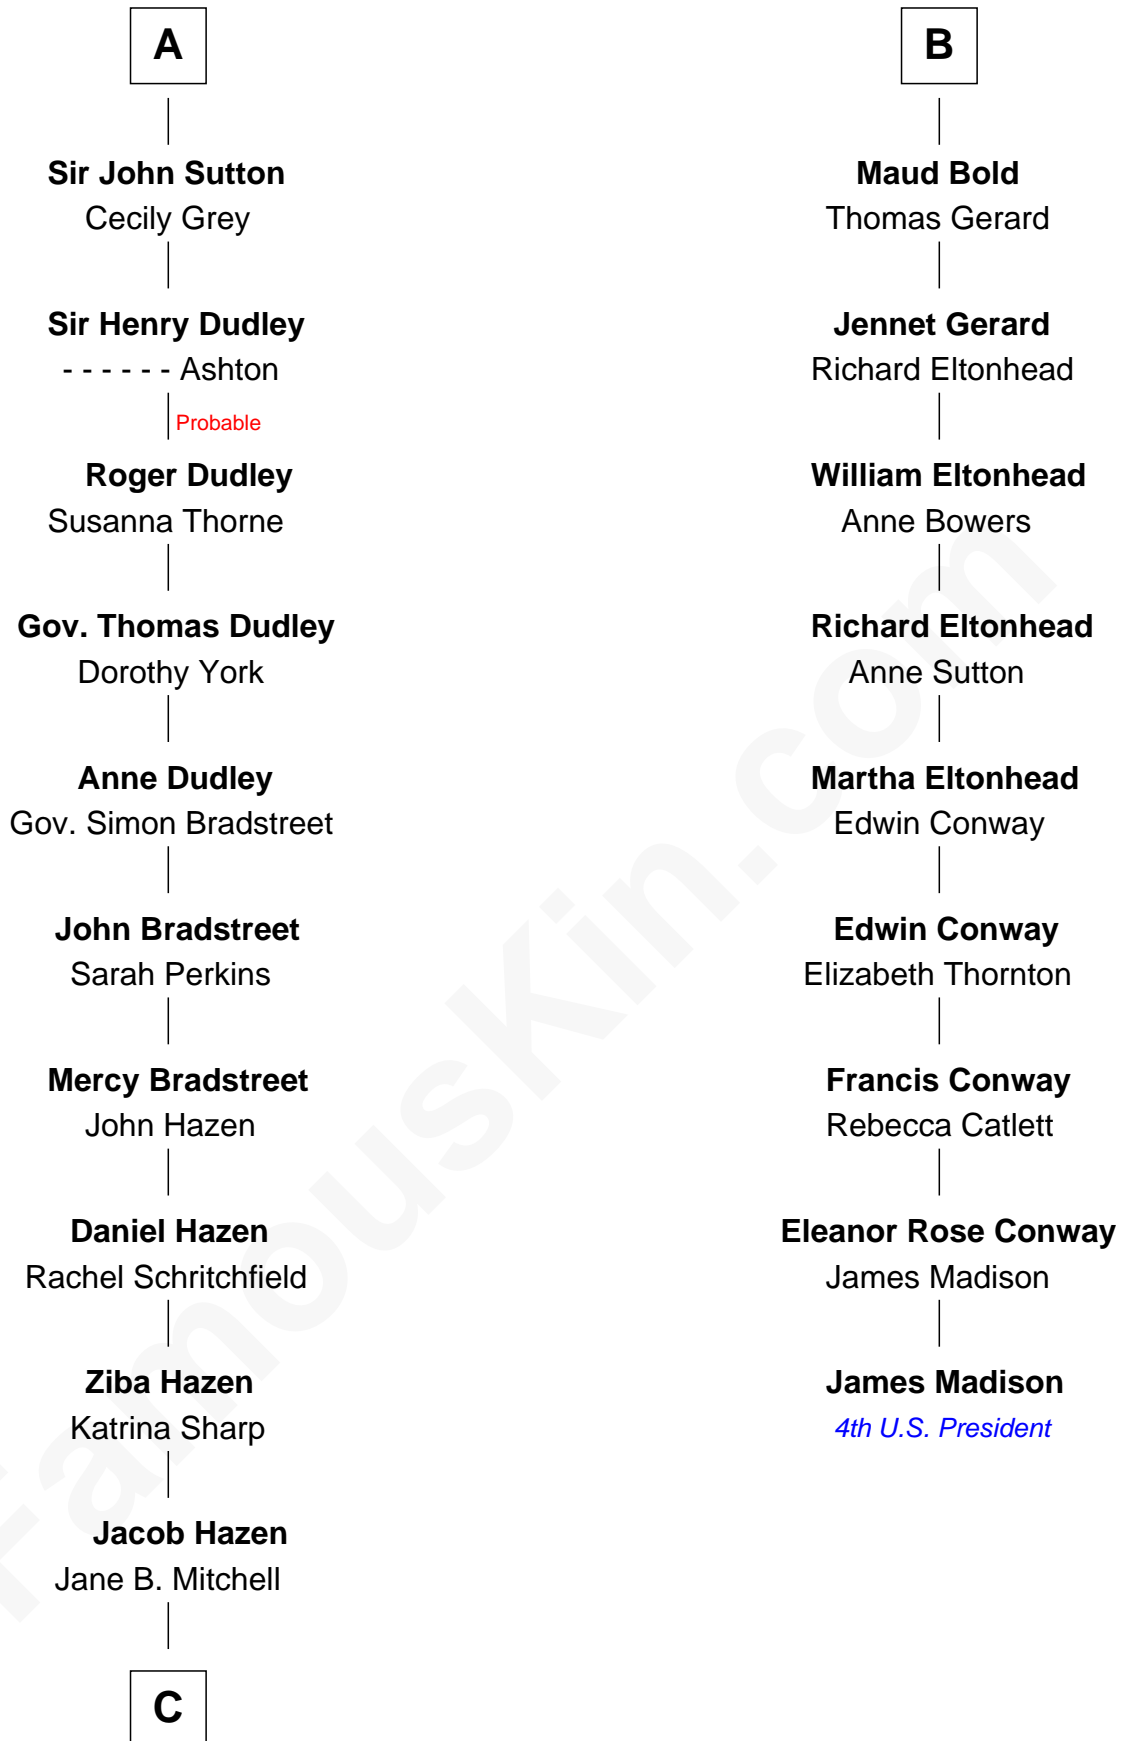 A
Sir John Sutton
Cecily Grey
Sir Henry Dudley
- - - - - - Ashton
Probable
Roger Dudley
Susanna Thorne
Gov. Thomas Dudley
Dorothy York
Anne Dudley
Gov. Simon Bradstreet
John Bradstreet
Sarah Perkins
Mercy Bradstreet
John Hazen
Daniel Hazen
Rachel Schritchfield
Ziba Hazen
Katrina Sharp
Jacob Hazen
Jane B. Mitchell
C
B
Maud Bold
Thomas Gerard
Jennet Gerard
Richard Eltonhead
William Eltonhead
Anne Bowers
Richard Eltonhead
Anne Sutton
Martha Eltonhead
Edwin Conway
Edwin Conway
Elizabeth Thornton
Francis Conway
Rebecca Catlett
Eleanor Rose Conway
James Madison
James Madison
4th U.S. President
FamousKin.com